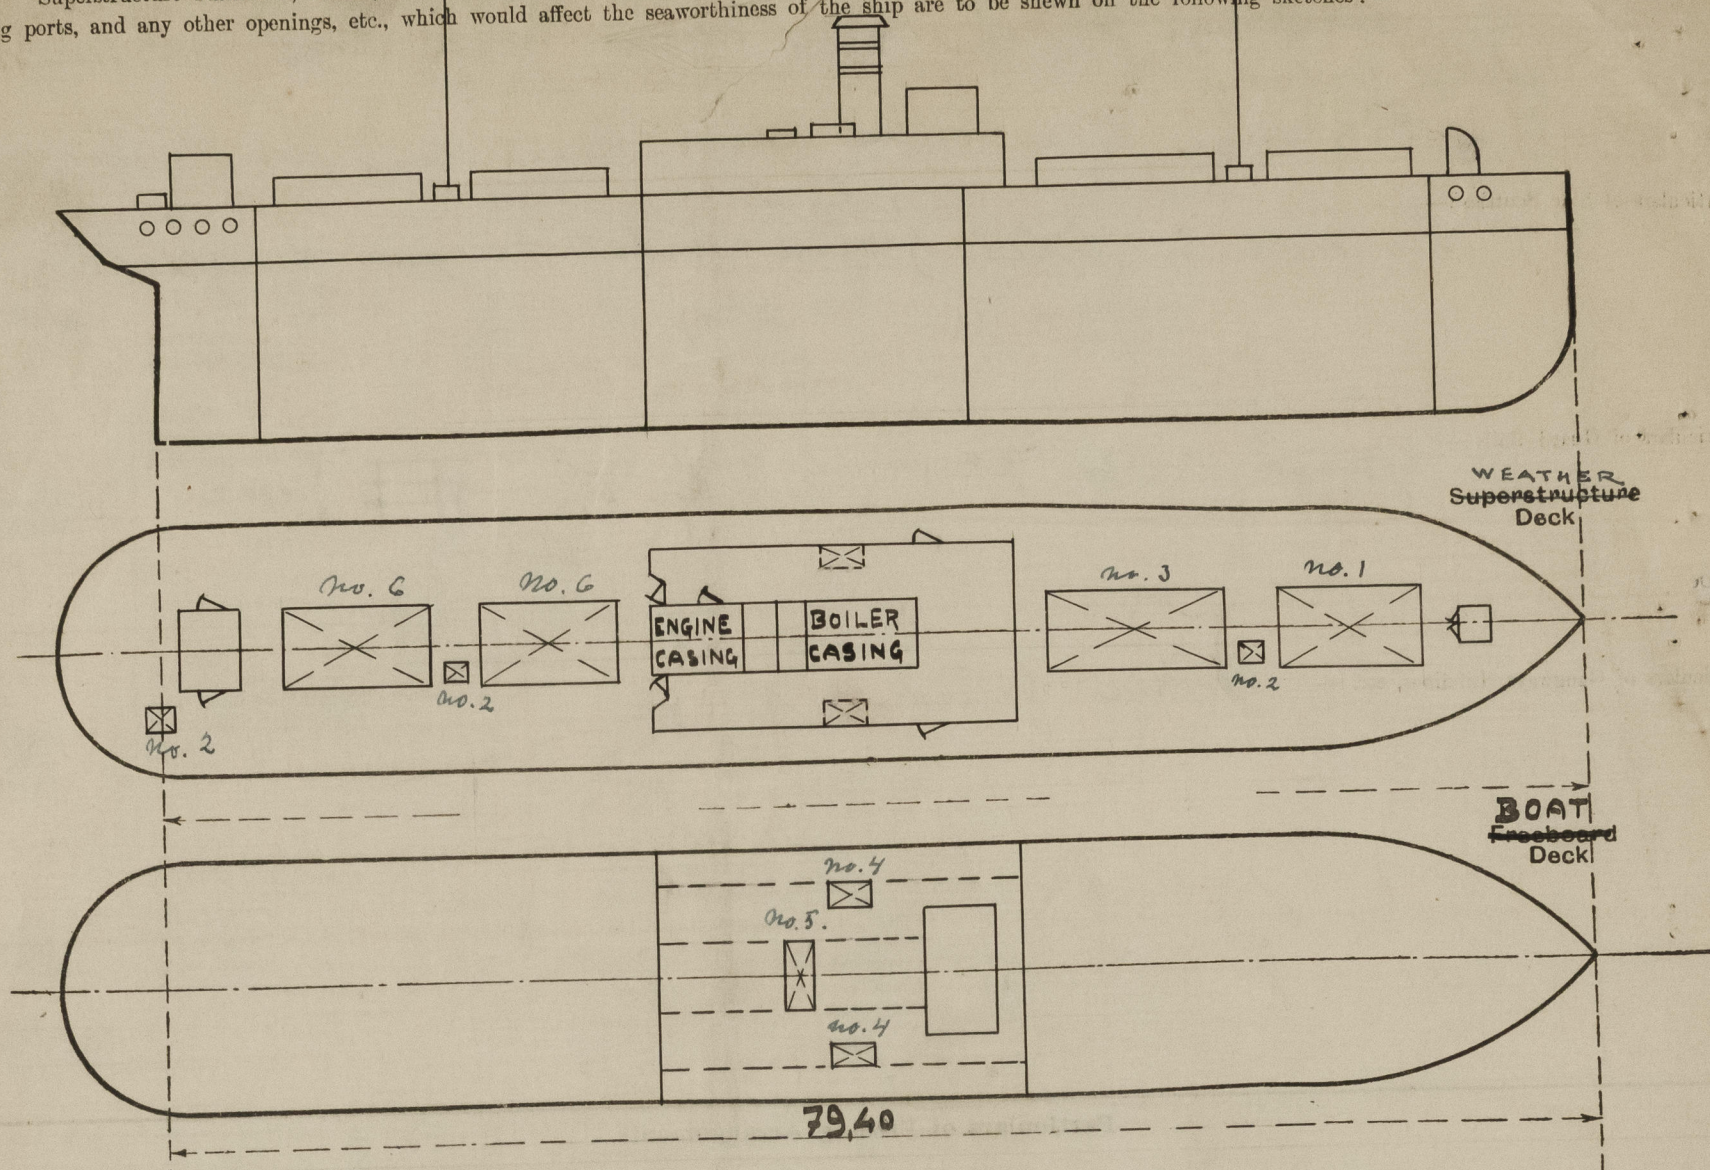 g ports, and any other openings, etc., which would affect the seaworthiness of the ship are to be shewn on the following sketches:
WEATHER
Superstructure
Deck
no. 6
no. 6
no. 3
no. 1
ENGINE
CASING
BOILER
CASING
no. 2
no. 2
no. 2
BOAT
Freeboard
Deck
no. 4
no. 5.
no. 4
79,40